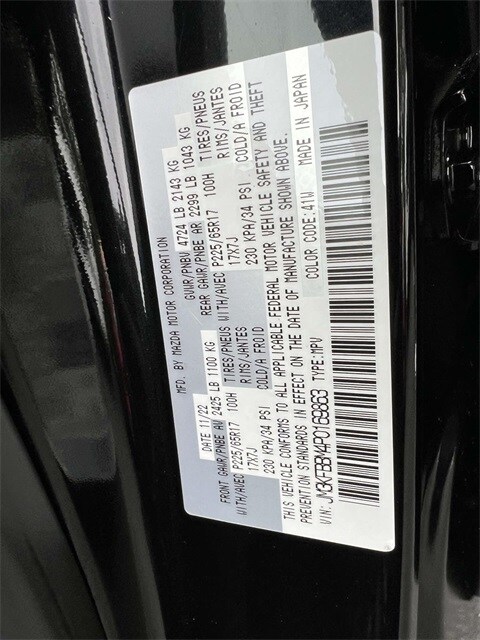 MFD. BY MAZDA MOTOR CORPORATION
DATE 11/22 GVWR/PNBV 4724 LB 2143 KG
FRONT GAWR/PNBE AV 2425 LB 1100 KG REAR GAWR/PNBE AR 2299 LB 1043 KG
TIRES/PNEUS TIRES/PNEUS
WITH/AVEC P225/65R17 100H WITH/AVEC P225/65R17 100H
RIMS/JANTES RIMS/JANTES
17X7J 17X7J
COLD/A FROID COLD/A FROID
230 KPA/34 PSI 230 KPA/34 PSI
THIS VEHICLE CONFORMS TO ALL APPLICABLE FEDERAL MOTOR VEHICLE SAFETY AND THEFT
PREVENTION STANDARDS IN EFFECT ON THE DATE OF MANUFACTURE SHOWN ABOVE.
VIN: JM3KFBBM4P0169863 TYPE:MPV COLOR CODE:41W MADE IN JAPAN